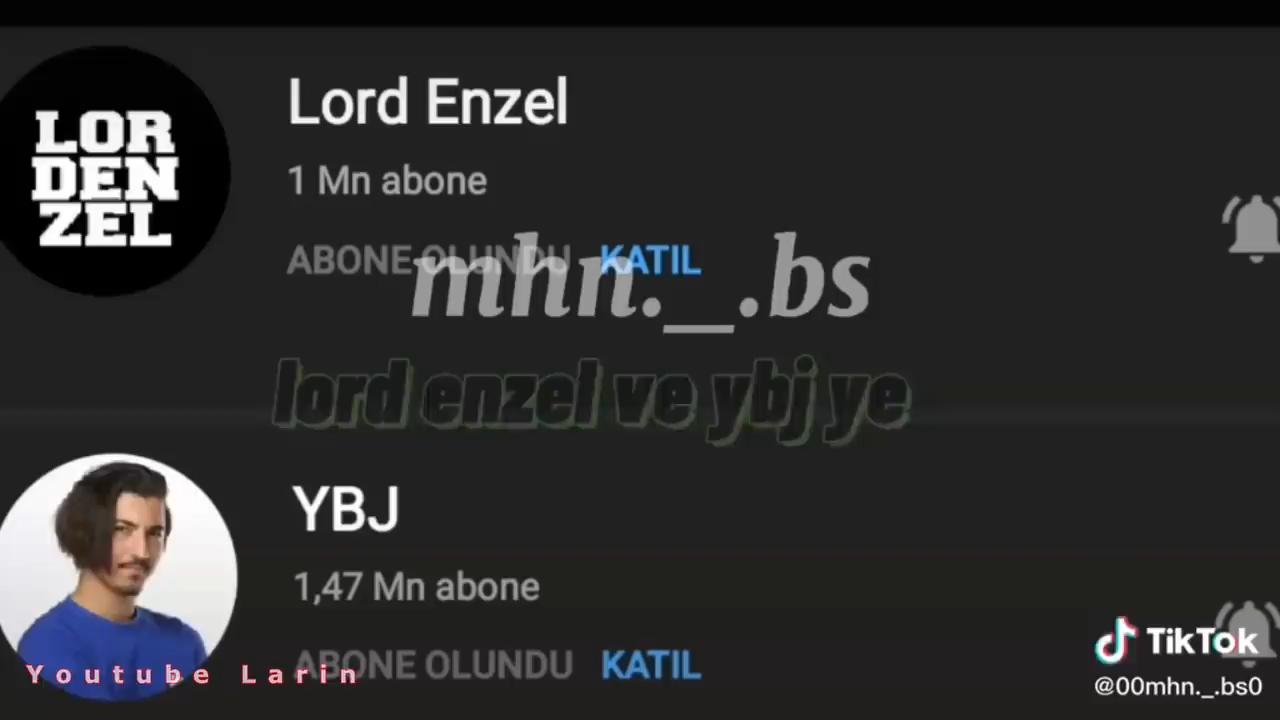 LOR
DEN
ZEL
Lord Enzel
1 Mn abone
ABONE OLUNDU KATIL
mhn._.bs
lord enzel ve ybj ye
YBJ
1,47 Mn abone
ABONE OLUNDU KATIL
Youtube Larin
TikTok
@00mhn._.bs0